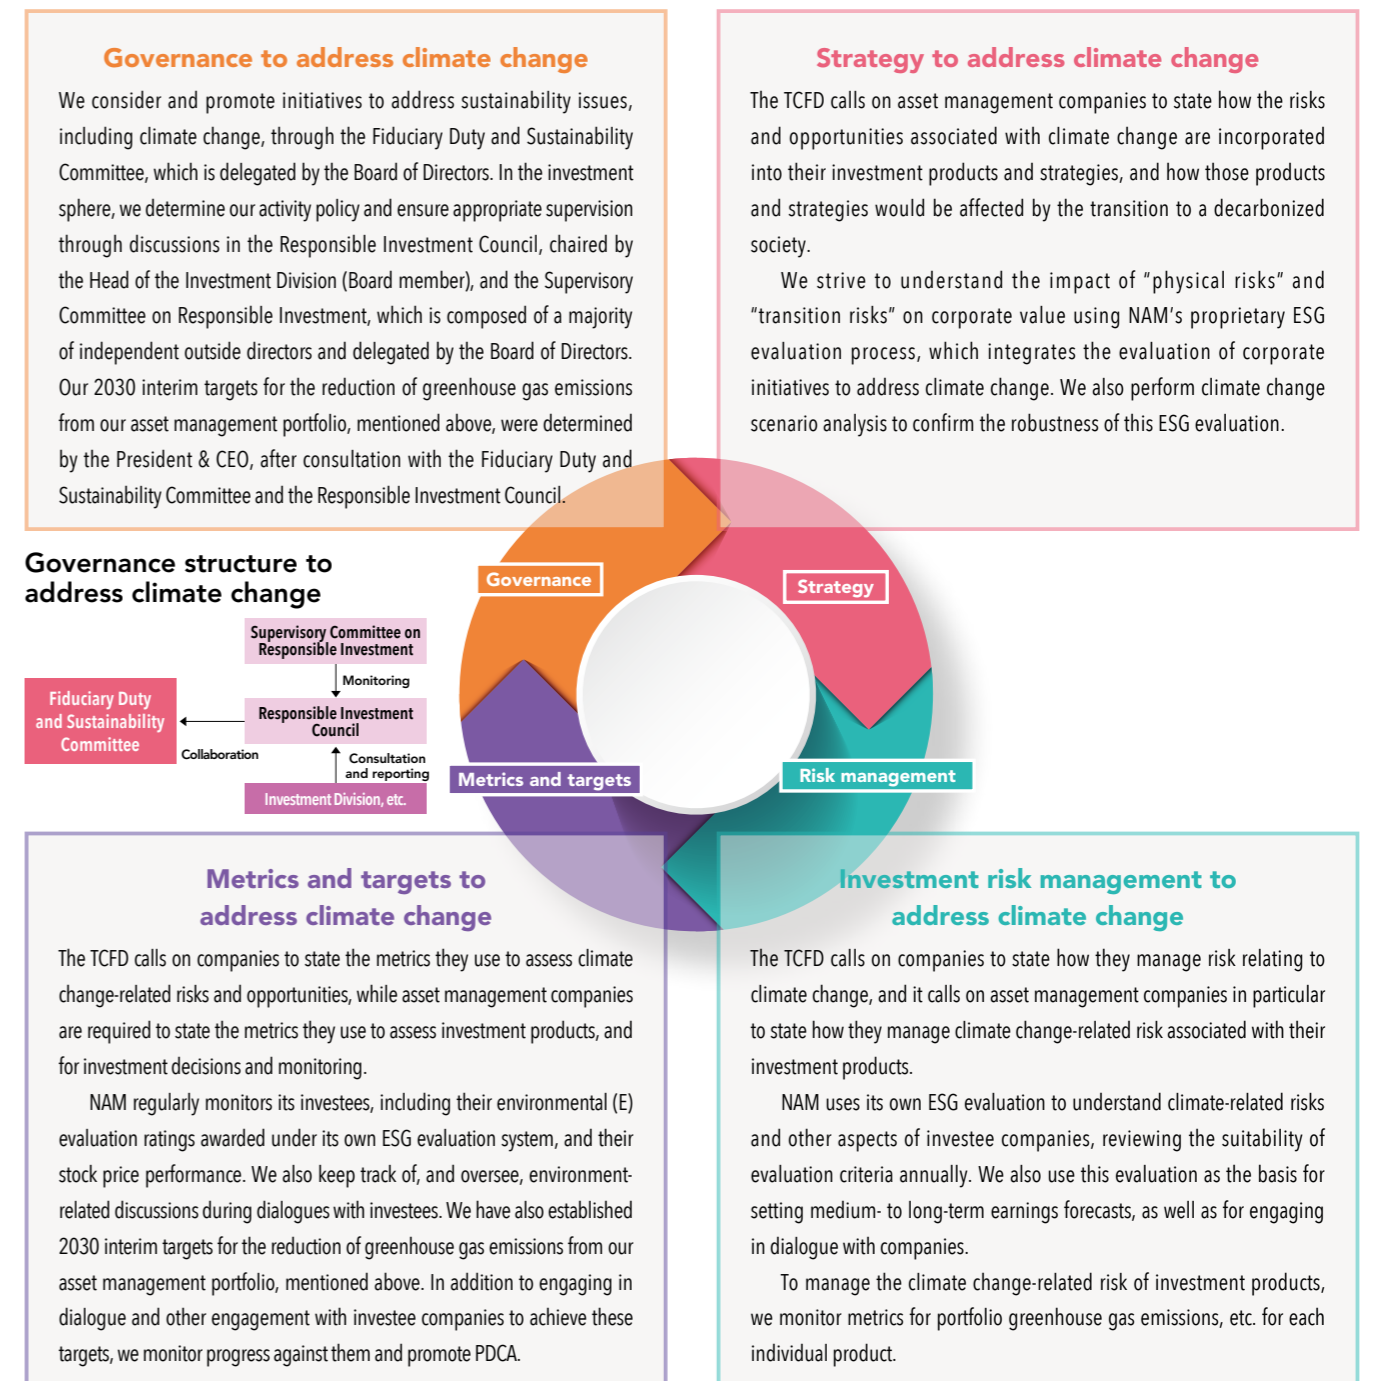 Governance to address climate change
We consider and promote initiatives to address sustainability issues,
including climate change, through the Fiduciary Duty and Sustainability
Committee, which is delegated by the Board of Directors. In the investment
sphere, we determine our activity policy and ensure appropriate supervision
through discussions in the Responsible Investment Council, chaired by
the Head of the Investment Division (Board member), and the Supervisory
Committee on Responsible Investment, which is composed of a majority
of independent outside directors and delegated by the Board of Directors.
Our 2030 interim targets for the reduction of greenhouse gas emissions
from our asset management portfolio, mentioned above, were determined
by the President & CEO, after consultation with the Fiduciary Duty and
Sustainability Committee and the Responsible Investment Council.
Strategy to address climate change
The TCFD calls on asset management companies to state how the risks
and opportunities associated with climate change are incorporated
into their investment products and strategies, and how those products
and strategies would be affected by the transition to a decarbonized
society.
We strive to understand the impact of “physical risks” and
“transition risks” on corporate value using NAM’s proprietary ESG
evaluation process, which integrates the evaluation of corporate
initiatives to address climate change. We also perform climate change
scenario analysis to confirm the robustness of this ESG evaluation.
Governance structure to
address climate change
Supervisory Committee on
Responsible Investment
Monitoring
Fiduciary Duty
and Sustainability
Committee
Responsible Investment
Council
Collaboration
Consultation
and reporting
Investment Division, etc.
Governance
Strategy
Metrics and targets
Risk management
Metrics and targets to
address climate change
The TCFD calls on companies to state the metrics they use to assess climate
change-related risks and opportunities, while asset management companies
are required to state the metrics they use to assess investment products, and
for investment decisions and monitoring.
NAM regularly monitors its investees, including their environmental (E)
evaluation ratings awarded under its own ESG evaluation system, and their
stock price performance. We also keep track of, and oversee, environment-
related discussions during dialogues with investees. We have also established
2030 interim targets for the reduction of greenhouse gas emissions from our
asset management portfolio, mentioned above. In addition to engaging in
dialogue and other engagement with investee companies to achieve these
targets, we monitor progress against them and promote PDCA.
Investment risk management to
address climate change
The TCFD calls on companies to state how they manage risk relating to
climate change, and it calls on asset management companies in particular
to state how they manage climate change-related risk associated with their
investment products.
NAM uses its own ESG evaluation to understand climate-related risks
and other aspects of investee companies, reviewing the suitability of
evaluation criteria annually. We also use this evaluation as the basis for
setting medium- to long-term earnings forecasts, as well as for engaging
in dialogue with companies.
To manage the climate change-related risk of investment products,
we monitor metrics for portfolio greenhouse gas emissions, etc. for each
individual product.